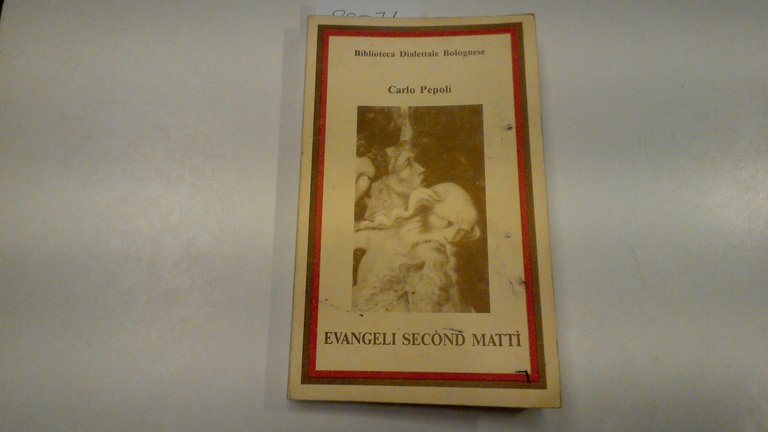 Biblioteca Dialettale Bolognese
Carlo Pepoli
EVANGELI SECÒND MATTÌ